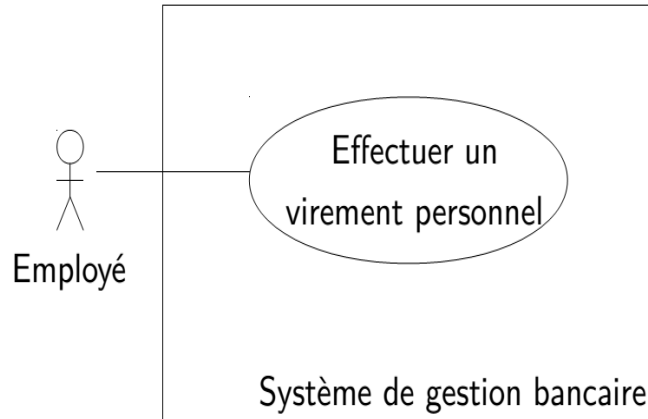 Effectuer un
virement personnel
Employé
Système de gestion bancaire